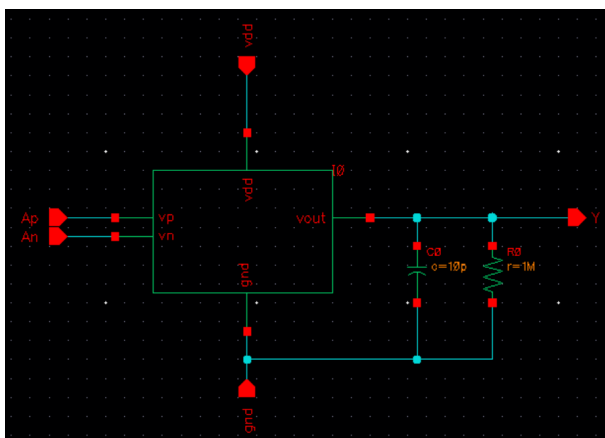 vdd
I0
vdd
Ap
vp
vout
Y
An
vn
C0
R0
c=10p
r=1M
gnd
gnd